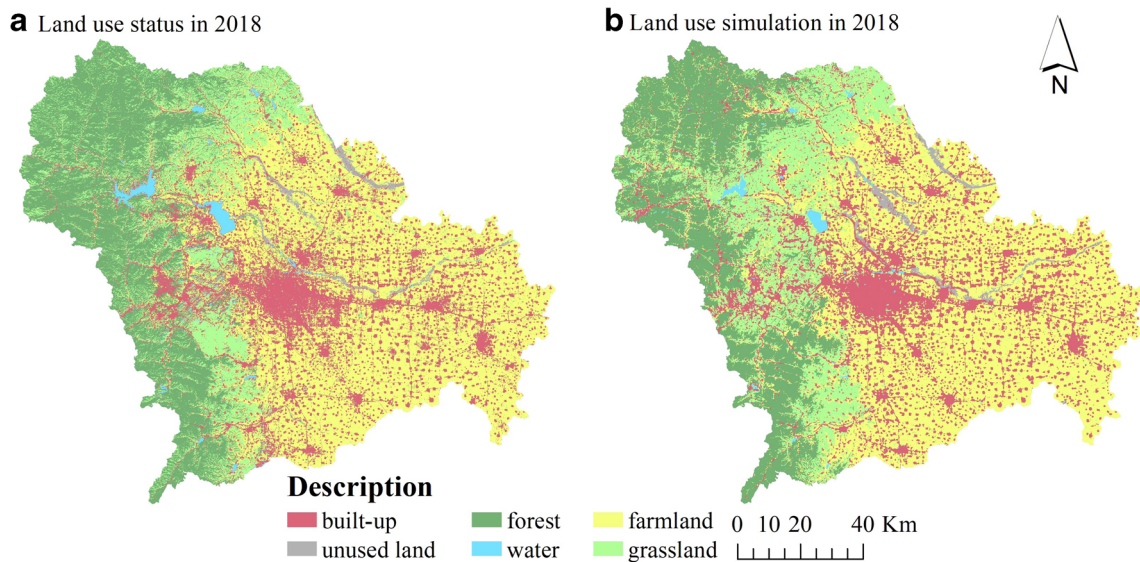 a Land use status in 2018
b Land use simulation in 2018
N
Description
built-up forest farmland
unused land water grassland
0 10 20 40 Km